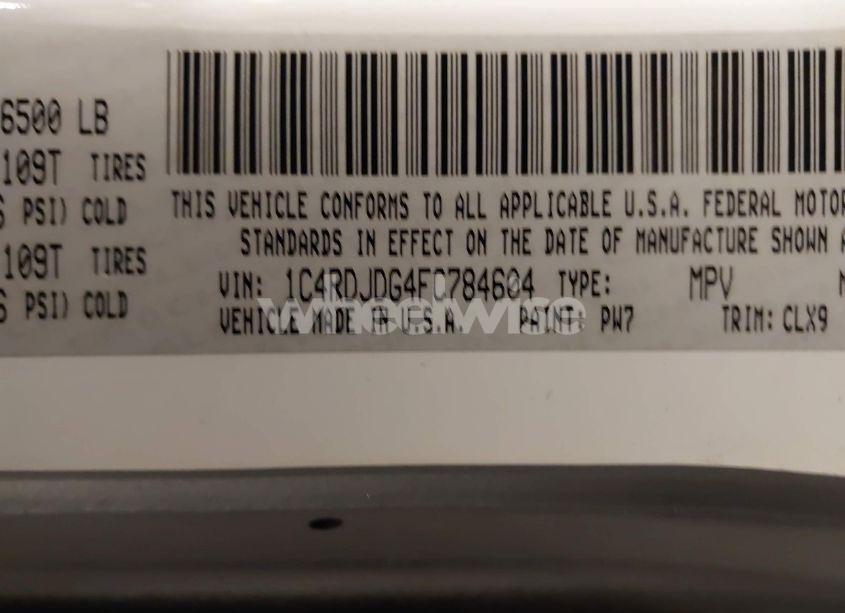 6500 LB
109T TIRES
PSI) COLD
109T TIRES
PSI) COLD
THIS VEHICLE CONFORMS TO ALL APPLICABLE U.S.A. FEDERAL MOTOR
STANDARDS IN EFFECT ON THE DATE OF MANUFACTURE SHOWN A
VIN: 1C4RDJDG4FC784604 TYPE: MPV
VEHICLE MADE IN U.S.A. PAINT: PW7 TRIM: CLX9
wheelwise